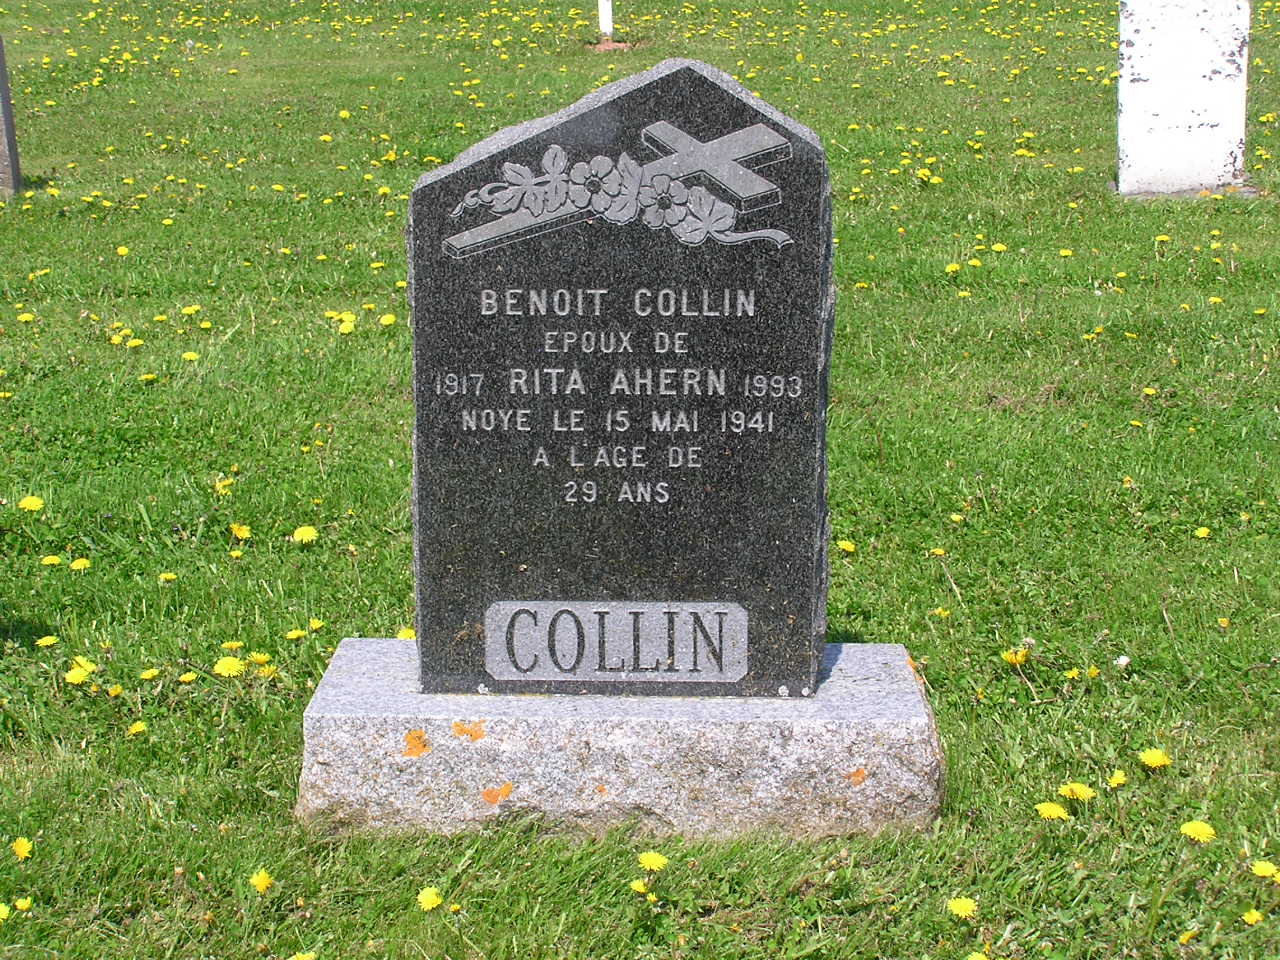 BENOIT COLLIN
EPOUX DE
1917 RITA AHERN 1993
NOYE LE 15 MAI 1941
A L'AGE DE
29 ANS
COLLIN